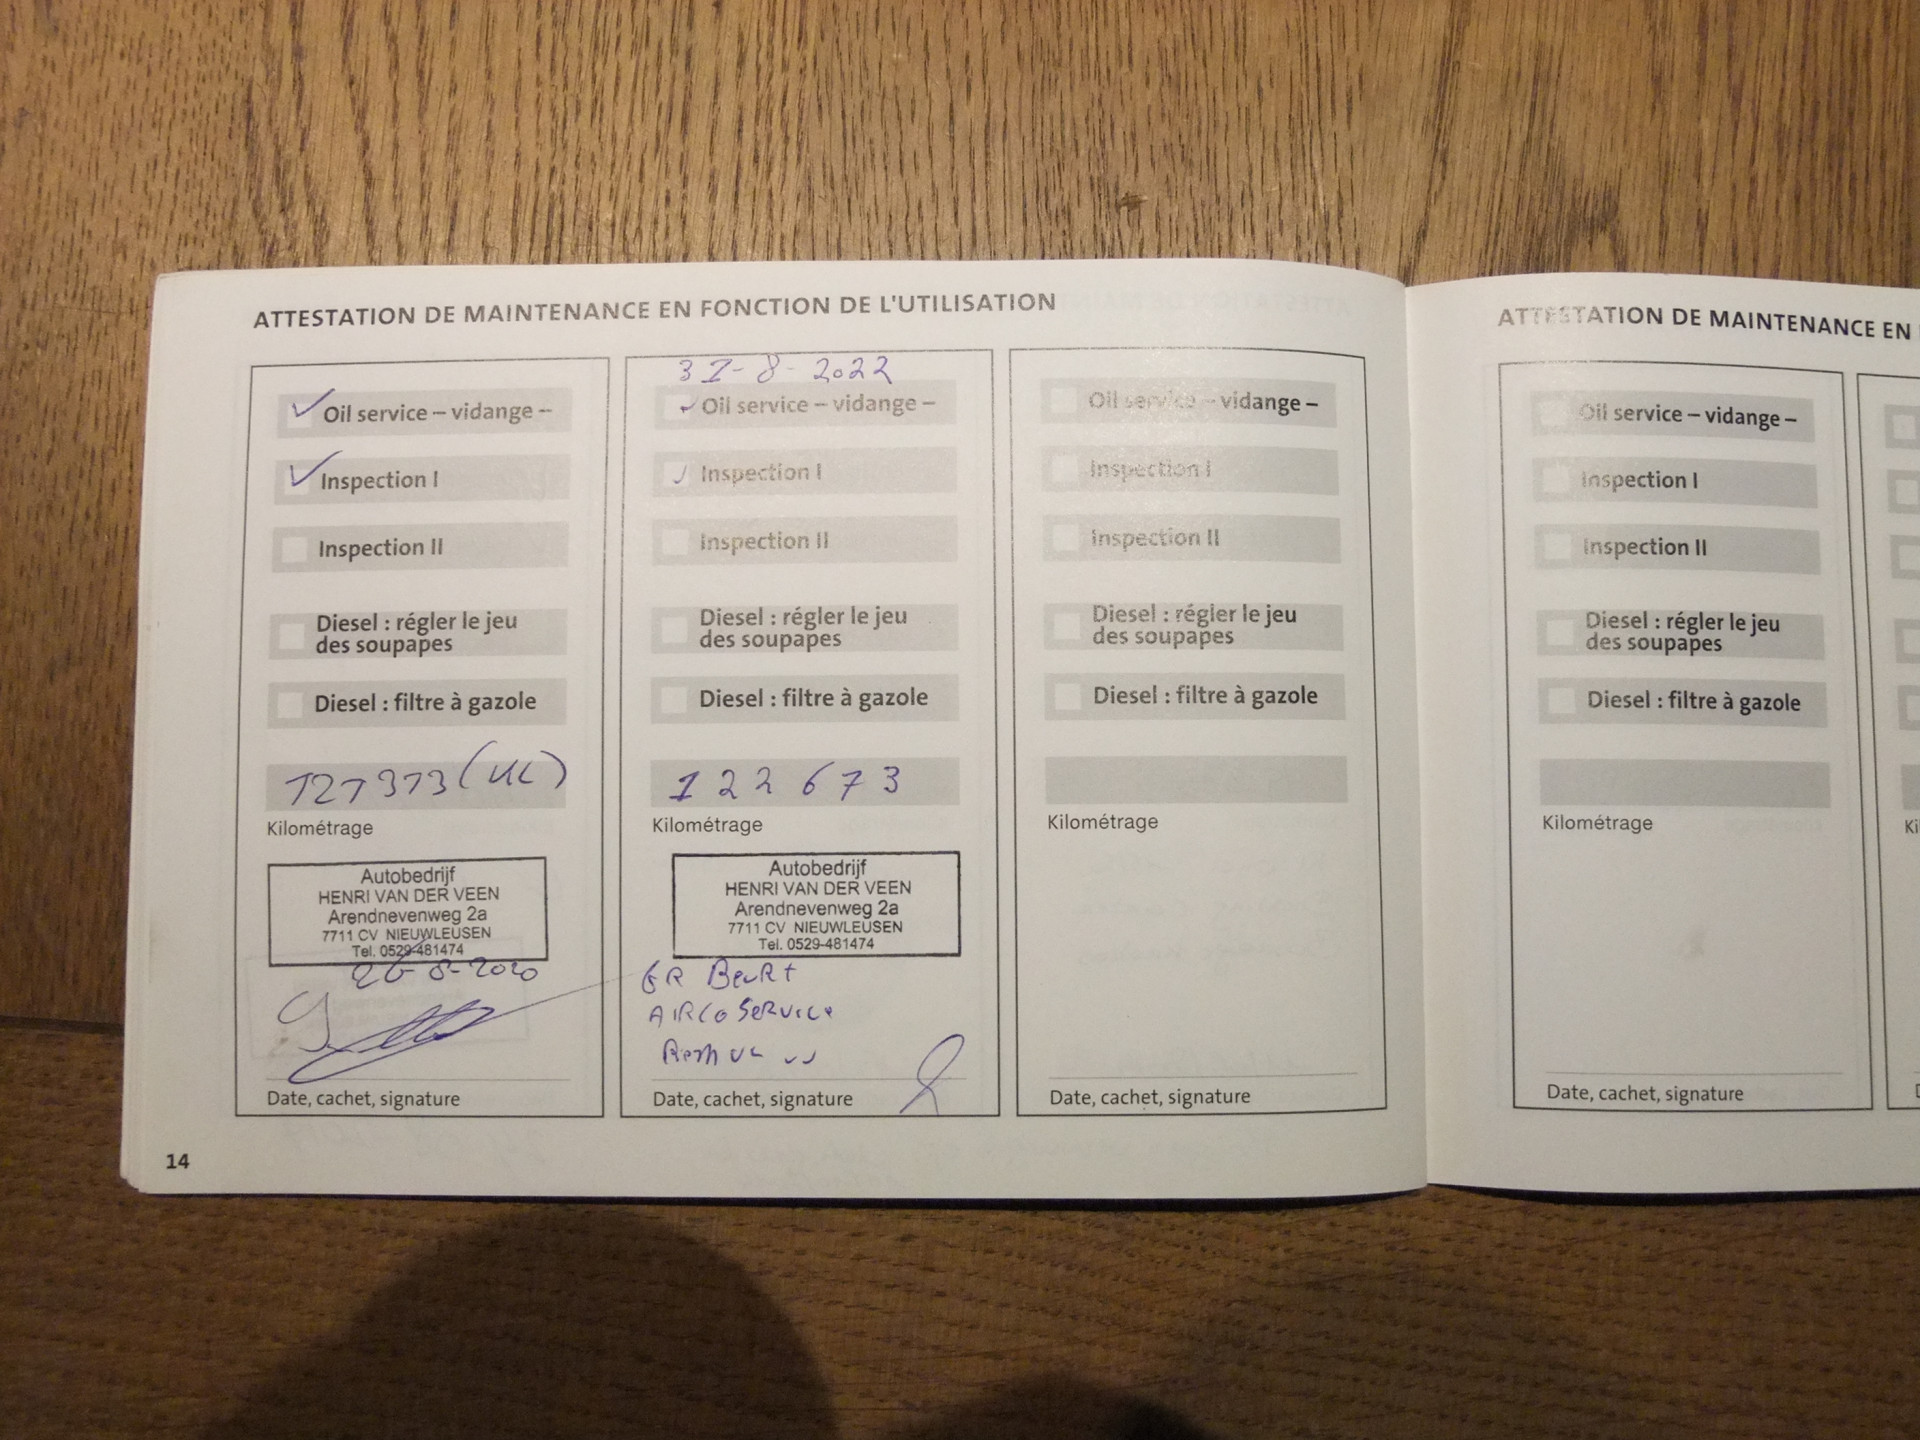 ATTESTATION DE MAINTENANCE EN FONCTION DE L'UTILISATION
Oil service – vidange –
Inspection I
Inspection II
Diesel : régler le jeu
des soupapes
Diesel : filtre à gazole
Kilométrage
Autobedrijf
HENRI VAN DER VEEN
Arendnevenweg 2a
7711 CV NIEUWLEUSEN
Tel. 0529-481474
26-8-2020
Date, cachet, signature
31-8-2022
Oil service – vidange –
Inspection I
Inspection II
Diesel : régler le jeu
des soupapes
Diesel : filtre à gazole
122673
Kilométrage
Autobedrijf
HENRI VAN DER VEEN
Arendnevenweg 2a
7711 CV NIEUWLEUSEN
Tel. 0529-481474
GR Beurt
AIRCO SERVICE
Date, cachet, signature
Oil service – vidange –
Inspection I
Inspection II
Diesel : régler le jeu
des soupapes
Diesel : filtre à gazole
Kilométrage
Date, cachet, signature
14
ATTESTATION DE MAINTENANCE EN
Oil service – vidange –
Inspection I
Inspection II
Diesel : régler le jeu
des soupapes
Diesel : filtre à gazole
Kilométrage
Date, cachet, signature